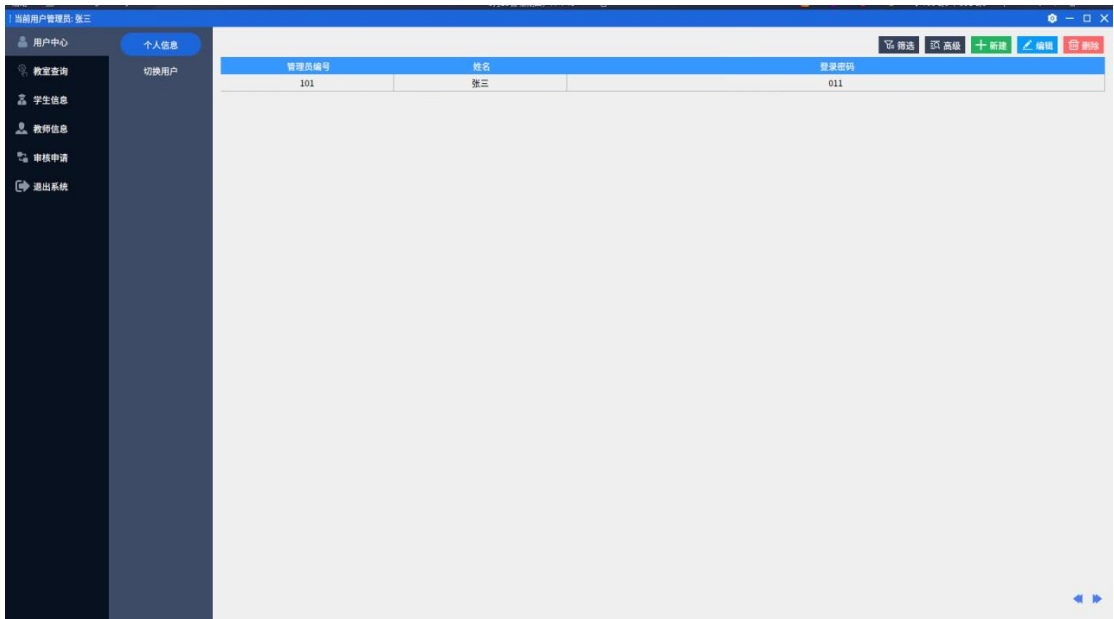 当前用户管理员: 张三
用户中心
教室查询
学生信息
教师信息
审核申请
退出系统
个人信息
切换用户
筛选 高级 新建 编辑 删除
管理员编号 姓名 登录密码
101 张三 011